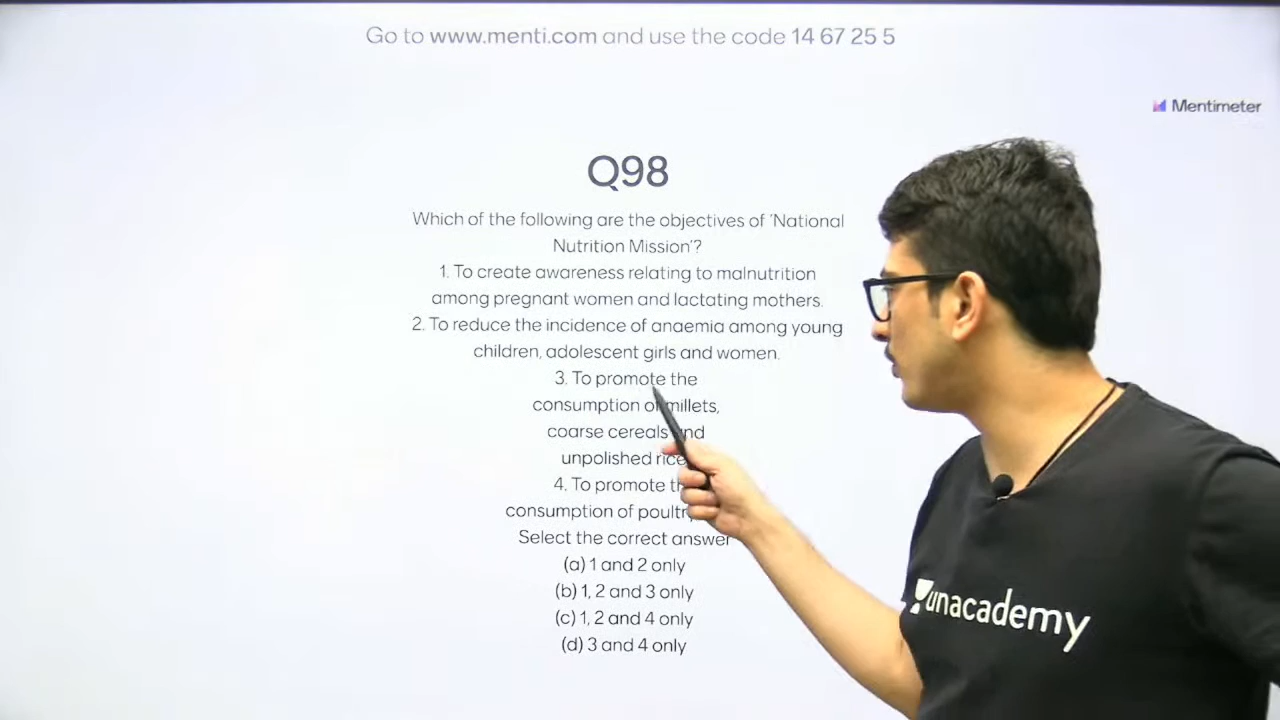 Go to www.menti.com and use the code 14 67 25 5
Mentimeter
Q98
Which of the following are the objectives of 'National
Nutrition Mission'?
1. To create awareness relating to malnutrition
among pregnant women and lactating mothers.
2. To reduce the incidence of anaemia among young
children, adolescent girls and women.
3. To promote the
consumption of millets,
coarse cereals and
unpolished rice
4. To promote the
consumption of poultry
Select the correct answer
(a) 1 and 2 only
(b) 1, 2 and 3 only
(c) 1, 2 and 4 only
(d) 3 and 4 only
unacademy